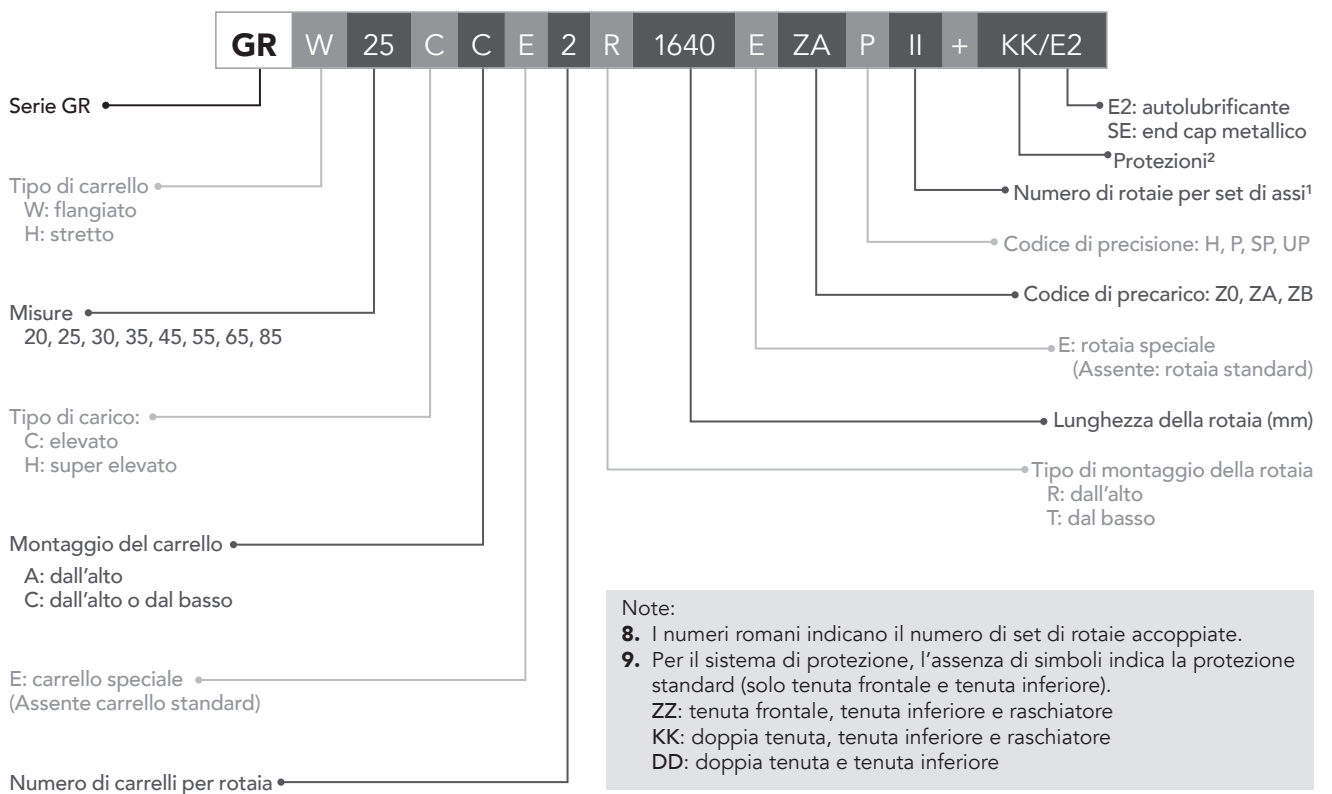 GR W 25 C C E 2 R 1640 E ZA P II + KK/E2
Serie GR
Tipo di carrello
W: flangiato
H: stretto
Misure
20, 25, 30, 35, 45, 55, 65, 85
Tipo di carico:
C: elevato
H: super elevato
Montaggio del carrello
A: dall'alto
C: dall'alto o dal basso
E: carrello speciale
(Assente carrello standard)
Numero di carrelli per rotaia
E2: autolubrificante
SE: end cap metallico
Protezioni²
Numero di rotaie per set di assi¹
Codice di precisione: H, P, SP, UP
Codice di precarico: Z0, ZA, ZB
E: rotaia speciale
(Assente: rotaia standard)
Lunghezza della rotaia (mm)
Tipo di montaggio della rotaia
R: dall'alto
T: dal basso
Note:
8. I numeri romani indicano il numero di set di rotaie accoppiate.
9. Per il sistema di protezione, l'assenza di simboli indica la protezione
standard (solo tenuta frontale e tenuta inferiore).
ZZ: tenuta frontale, tenuta inferiore e raschiatore
KK: doppia tenuta, tenuta inferiore e raschiatore
DD: doppia tenuta e tenuta inferiore